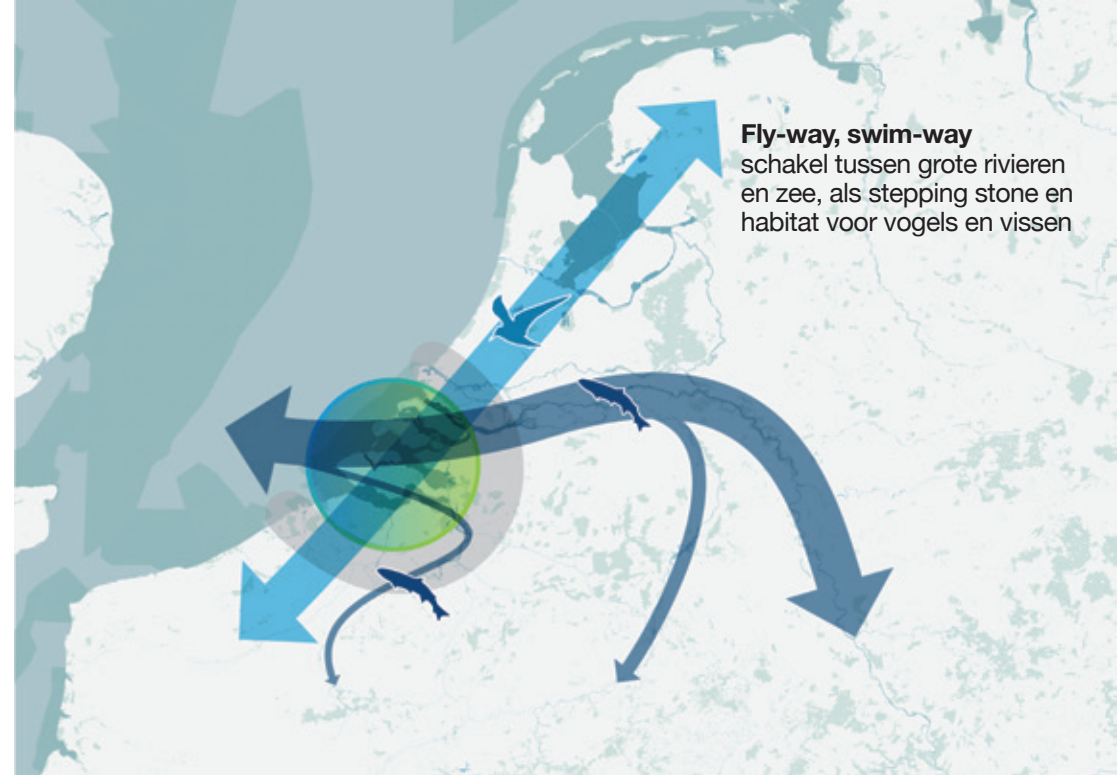 Fly-way, swim-way
schakel tussen grote rivieren
en zee, als stepping stone en
habitat voor vogels en vissen